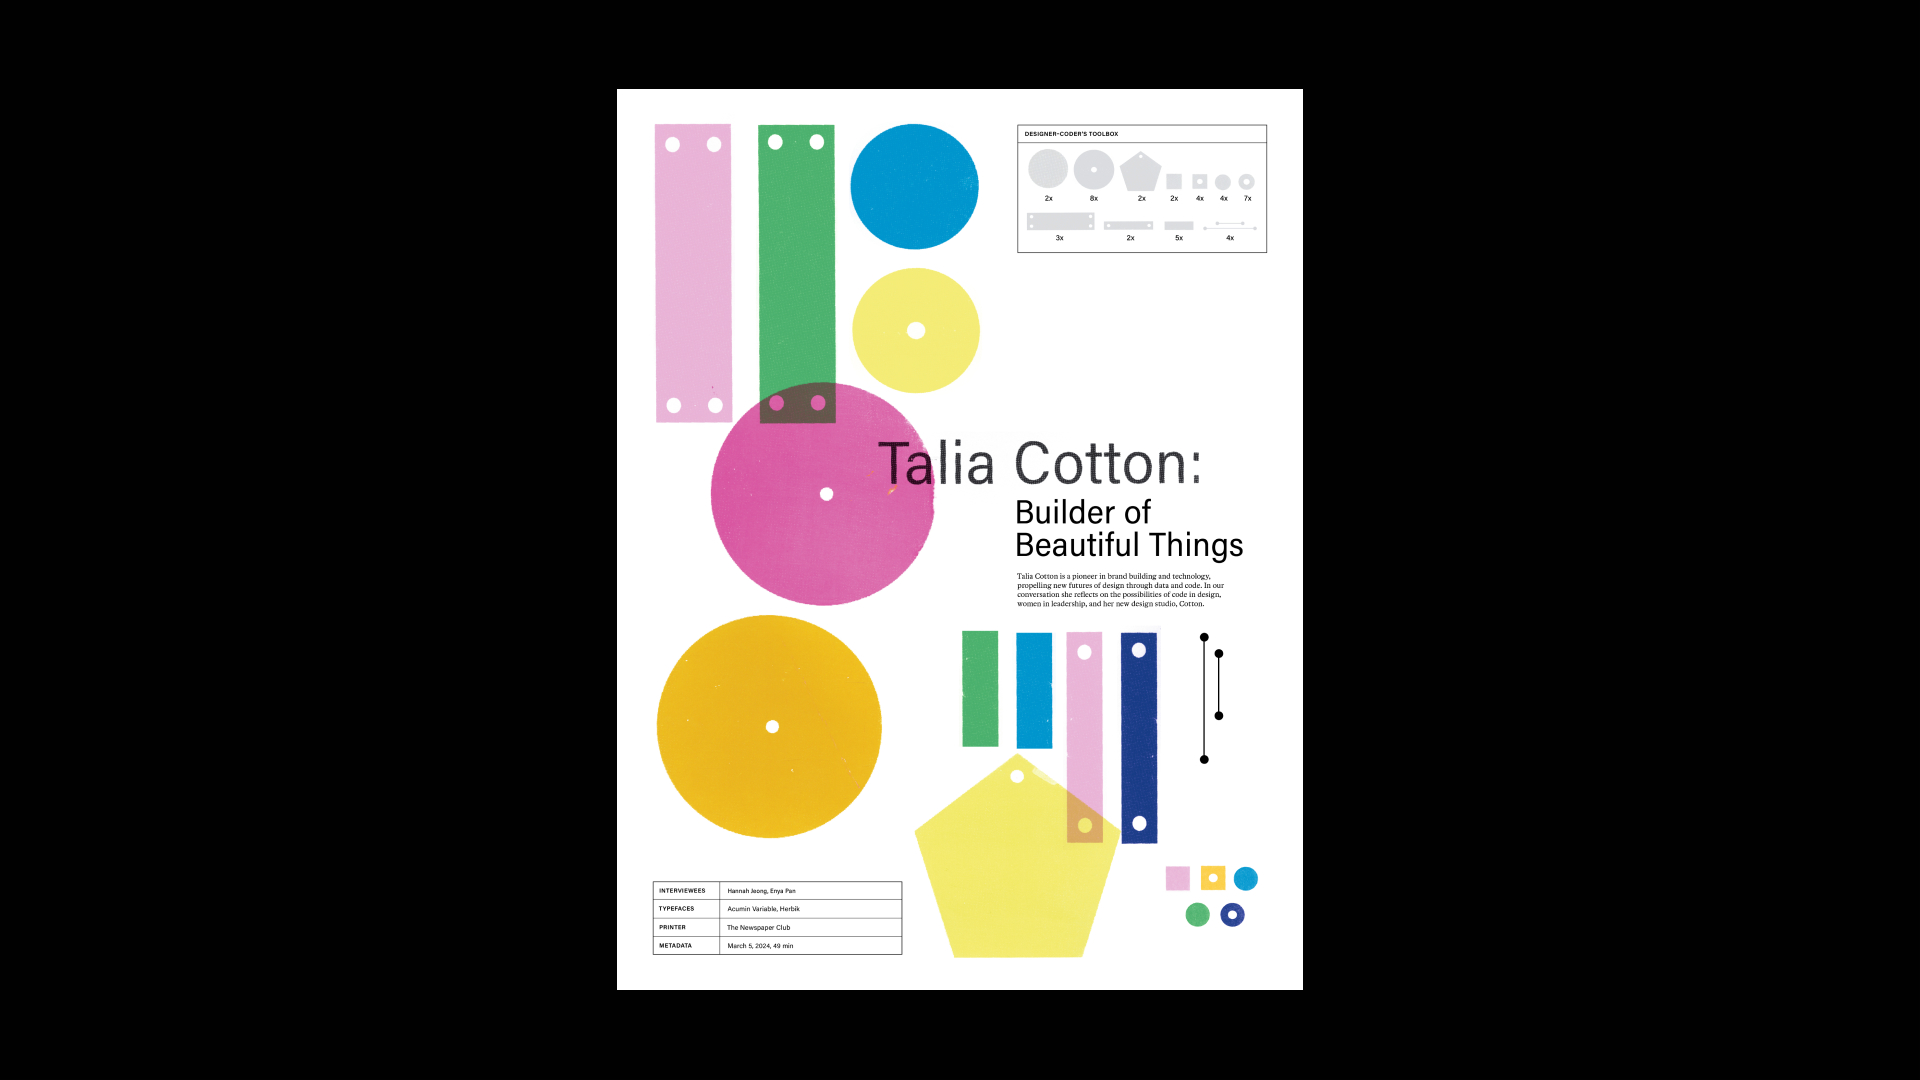 DESIGNER-CODER'S TOOLBOX
2x 8x 2x 2x 4x 4x 7x
3x 2x 5x 4x
Talia Cotton:
Builder of
Beautiful Things
Talia Cotton is a pioneer in brand building and technology,
propelling new futures of design through data and code. In our
conversation she reflects on the possibilities of code in design,
women in leadership, and her new design studio, Cotton.
INTERVIEWEES Hannah Jeong, Enya Pan
TYPEFACES Acumin Variable, Herbik
PRINTER The Newspaper Club
METADATA March 5, 2024, 49 min